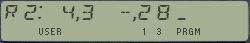 R2: 4,3 -,28_
USER 1 3 PRGM